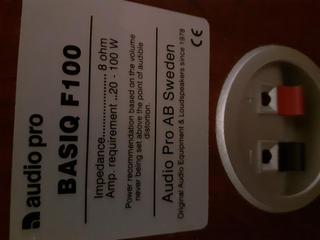 audio pro
BASIQ F100
Impedance....................8 ohm
Amp. requirement ..20 - 100 W
Power recommendation based on the volume
never being set above the point of audible
distortion.
Audio Pro AB Sweden
Original Audio Equipment & Loudspeakers since 1978
CE